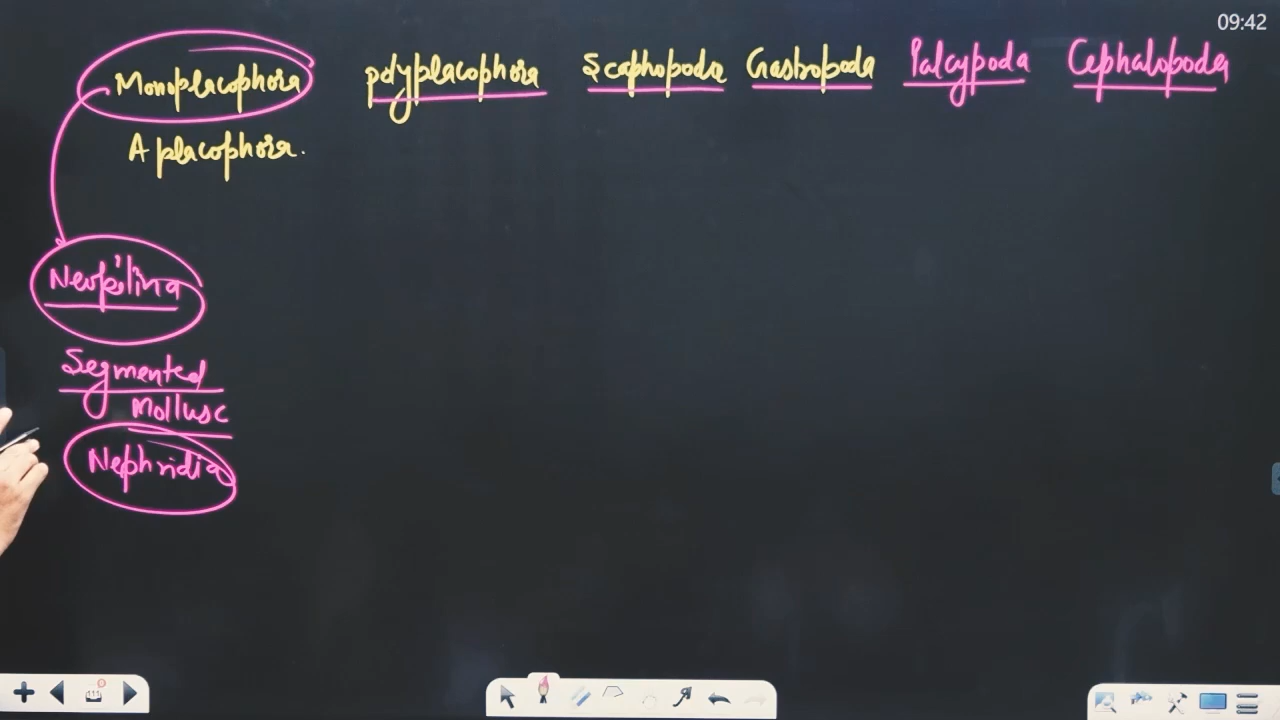 09:42
Monoplacophora polyplacophora Scaphopoda Gastropoda Palcypoda Cephalopoda
Aplacophora.
Neopilina
Segmented
Mollusc
Nephridia